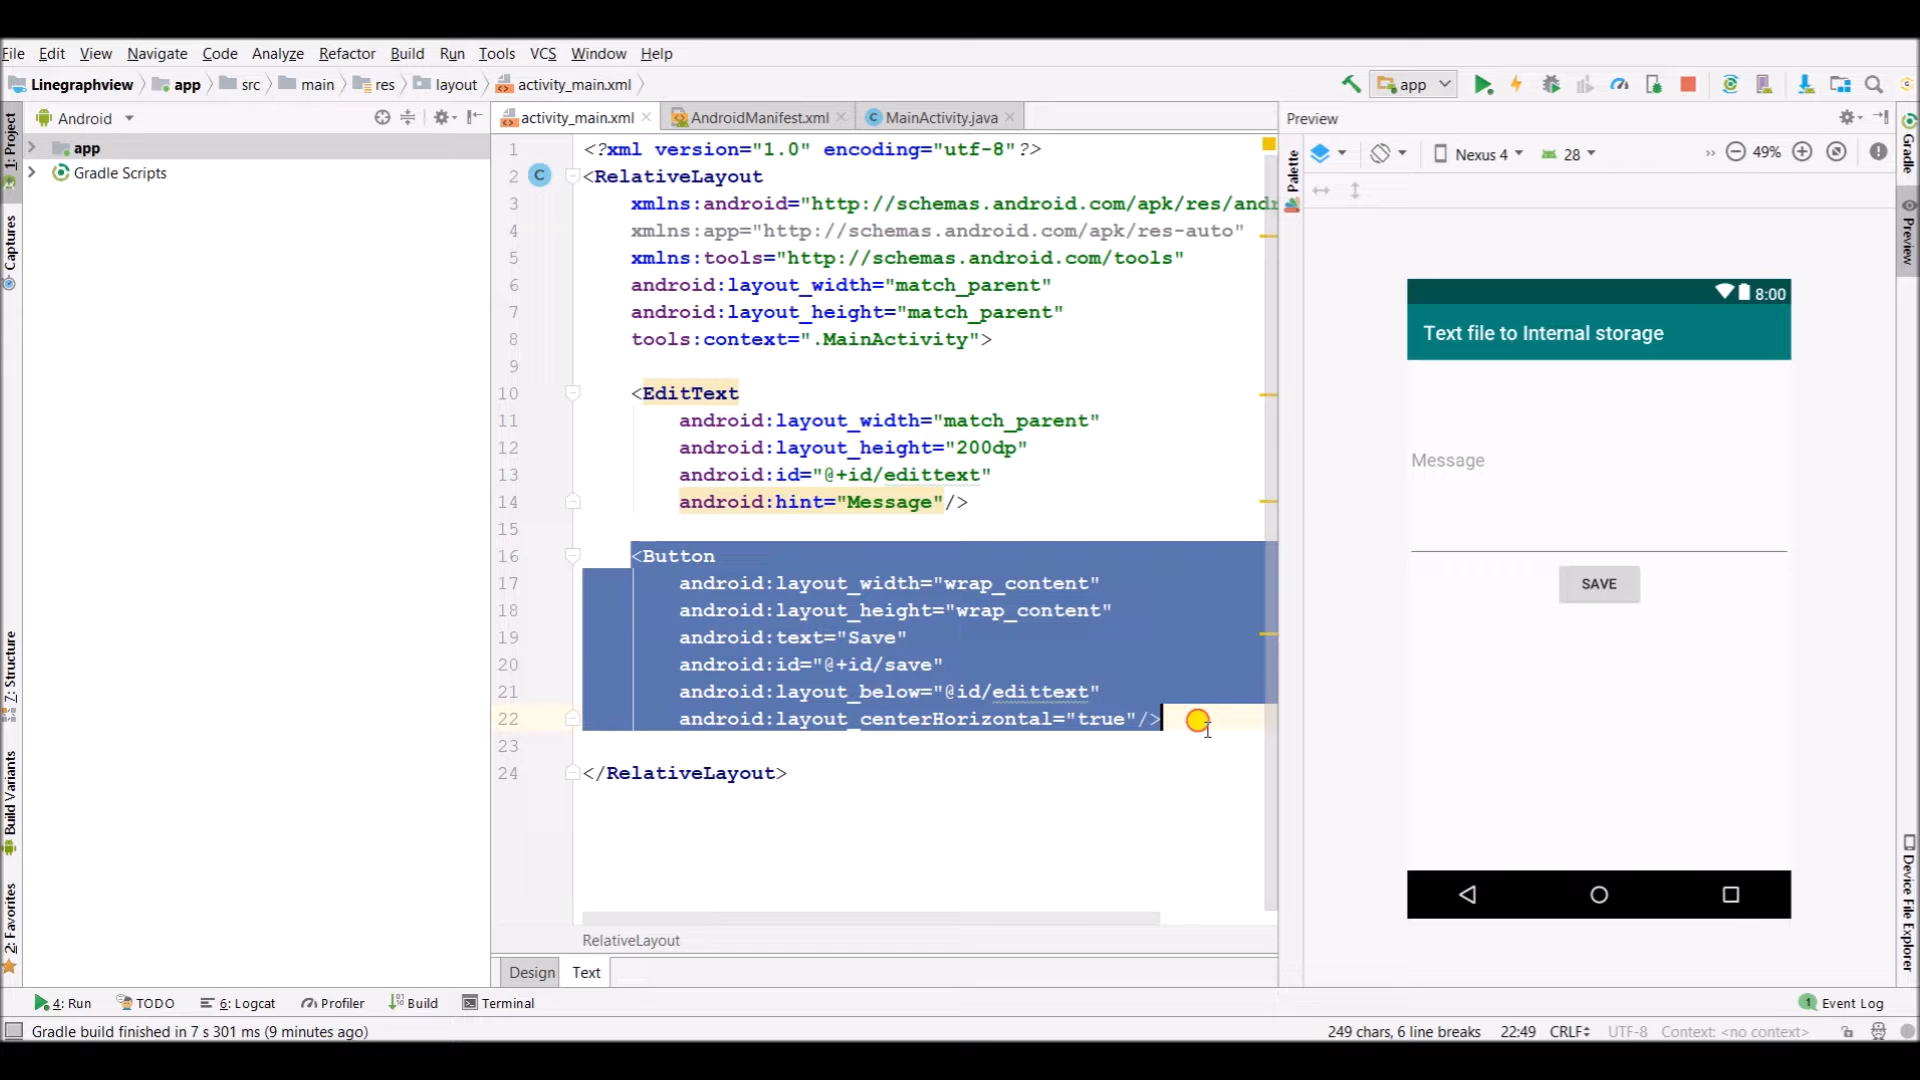 File Edit View Navigate Code Analyze Refactor Build Run Tools VCS Window Help
Linegraphview app src main res layout activity_main.xml
app
Android
activity_main.xml AndroidManifest.xml MainActivity.java
Preview
1: Project
Captures
7: Structure
Build Variants
2: Favorites
app
Gradle Scripts
1 <?xml version="1.0" encoding="utf-8"?>
2 <RelativeLayout
3 xmlns:android="http://schemas.android.com/apk/res/andr
4 xmlns:app="http://schemas.android.com/apk/res-auto"
5 xmlns:tools="http://schemas.android.com/tools"
6 android:layout_width="match_parent"
7 android:layout_height="match_parent"
8 tools:context=".MainActivity">
9
10 <EditText
11 android:layout_width="match_parent"
12 android:layout_height="200dp"
13 android:id="@+id/edittext"
14 android:hint="Message"/>
15
16 <Button
17 android:layout_width="wrap_content"
18 android:layout_height="wrap_content"
19 android:text="Save"
20 android:id="@+id/save"
21 android:layout_below="@id/edittext"
22 android:layout_centerHorizontal="true"/>
23
24 </RelativeLayout>
RelativeLayout
Design Text
Palette
Nexus 4 28 49%
8:00
Text file to Internal storage
Message
SAVE
Gradle
Preview
Device File Explorer
4: Run TODO 6: Logcat Profiler Build Terminal
1 Event Log
Gradle build finished in 7 s 301 ms (9 minutes ago)
249 chars, 6 line breaks 22:49 CRLF UTF-8 Context: <no context>